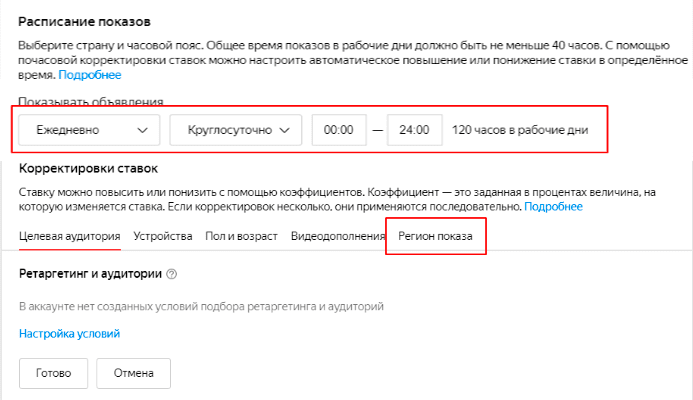 Расписание показов
Выберите страну и часовой пояс. Общее время показов в рабочие дни должно быть не меньше 40 часов. С помощью
почасовой корректировки ставок можно настроить автоматическое повышение или понижение ставки в определённое
время. Подробнее
Показывать объявления
Ежедневно Круглосуточно 00:00 — 24:00 120 часов в рабочие дни
Корректировки ставок
Ставку можно повысить или понизить с помощью коэффициентов. Коэффициент — это заданная в процентах величина, на
которую изменяется ставка. Если корректировок несколько, они применяются последовательно. Подробнее
Целевая аудитория Устройства Пол и возраст Видеодополнения Регион показа
Ретаргетинг и аудитории ?
В аккаунте нет созданных условий подбора ретаргетинга и аудиторий
Настройка условий
Готово Отмена